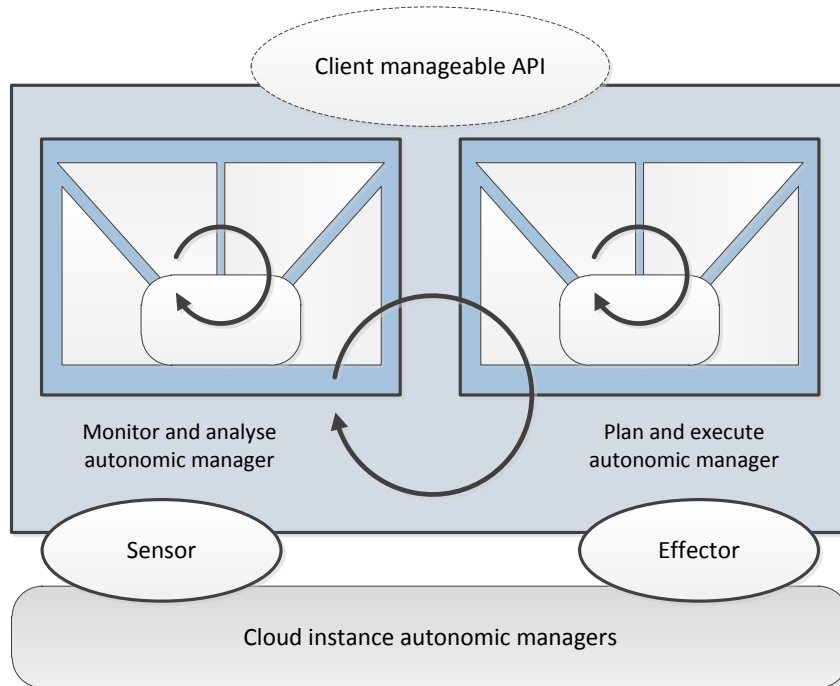 Client manageable API
Monitor and analyse
autonomic manager
Plan and execute
autonomic manager
Sensor
Effector
Cloud instance autonomic managers